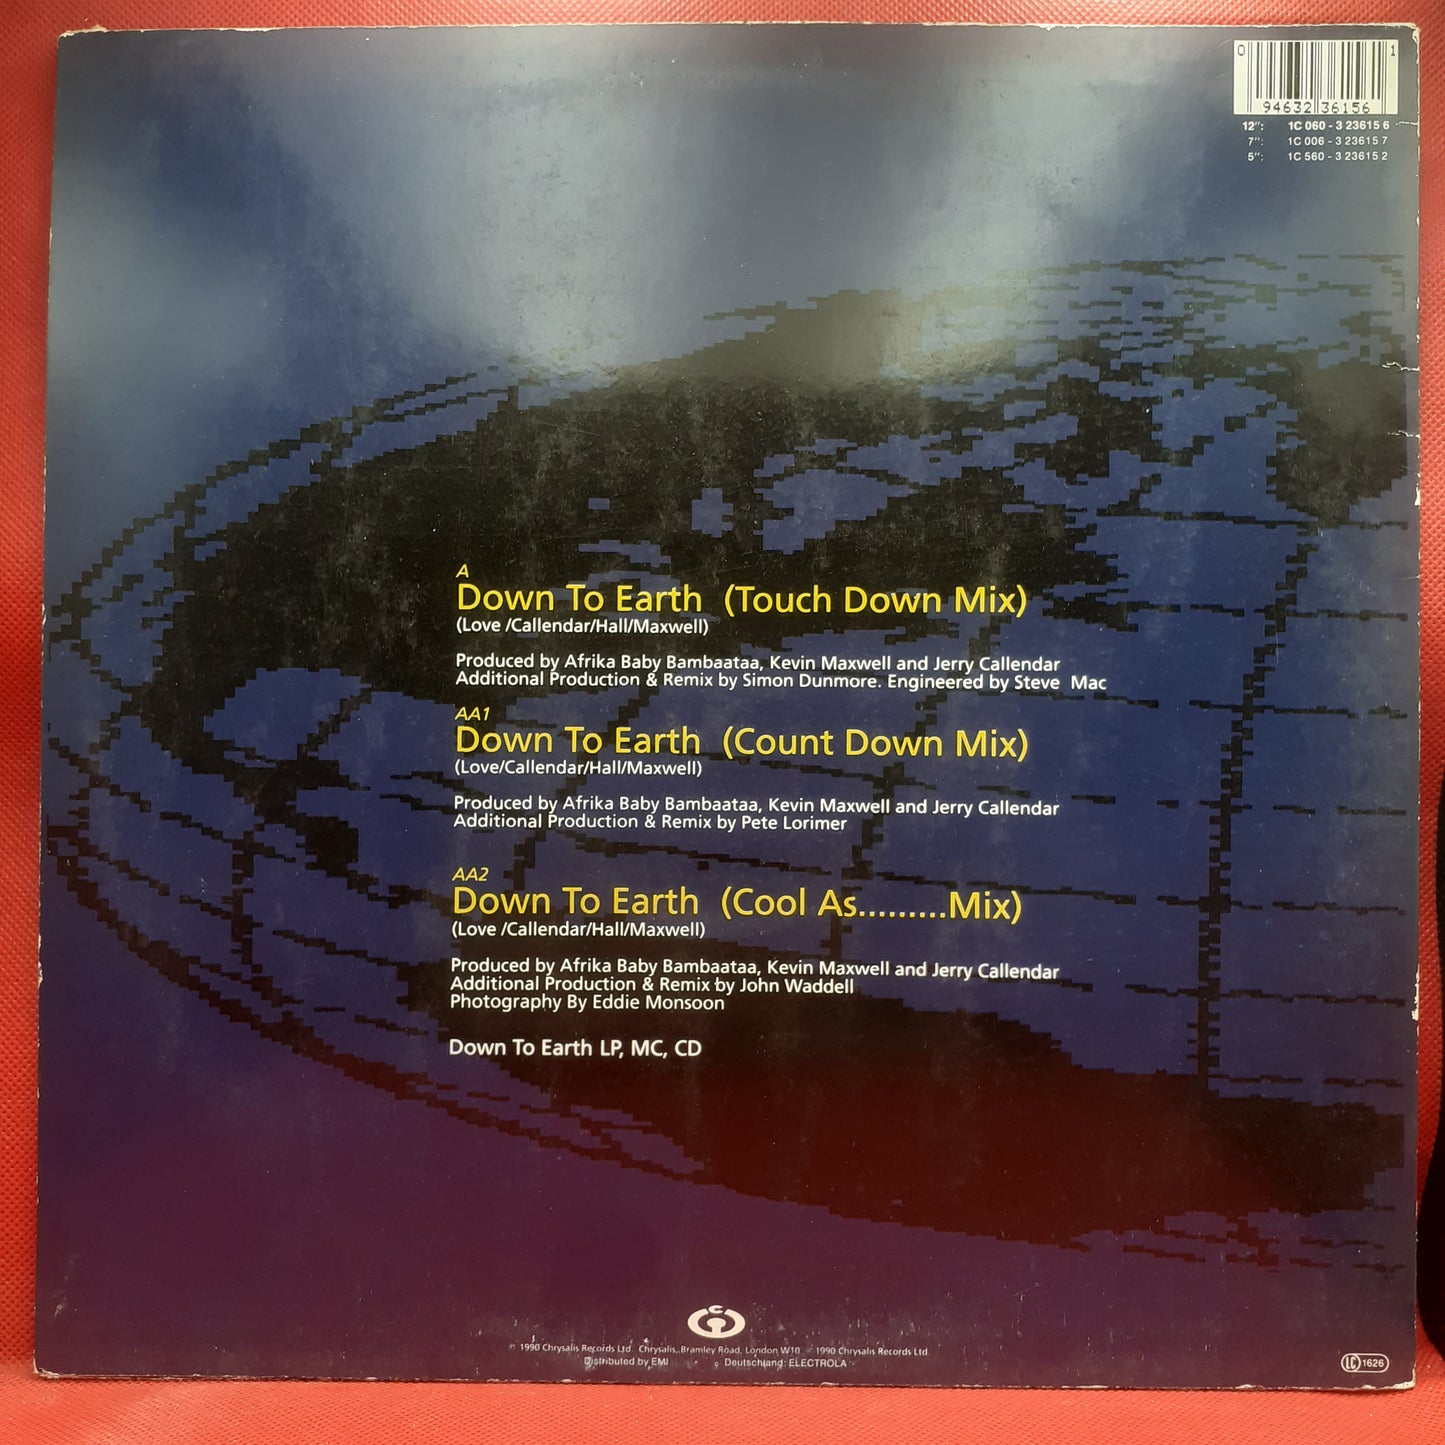 0 94632 36156 1
12": 1C 060 - 3 23615 6
7": 1C 006 - 3 23615 7
5": 1C 560 - 3 23615 2
A
Down To Earth (Touch Down Mix)
(Love /Callendar/Hall/Maxwell)
Produced by Afrika Baby Bambaataa, Kevin Maxwell and Jerry Callendar
Additional Production & Remix by Simon Dunmore. Engineered by Steve Mac
AA1
Down To Earth (Count Down Mix)
(Love/Callendar/Hall/Maxwell)
Produced by Afrika Baby Bambaataa, Kevin Maxwell and Jerry Callendar
Additional Production & Remix by Pete Lorimer
AA2
Down To Earth (Cool As.........Mix)
(Love /Callendar/Hall/Maxwell)
Produced by Afrika Baby Bambaataa, Kevin Maxwell and Jerry Callendar
Additional Production & Remix by John Waddell
Photography By Eddie Monsoon
Down To Earth LP, MC, CD
℗ 1990 Chrysalis Records Ltd. Chrysalis, Bramley Road, London W10. 1990 Chrysalis Records Ltd
Distributed by EMI Deutschland: ELECTROLA
LC 1626